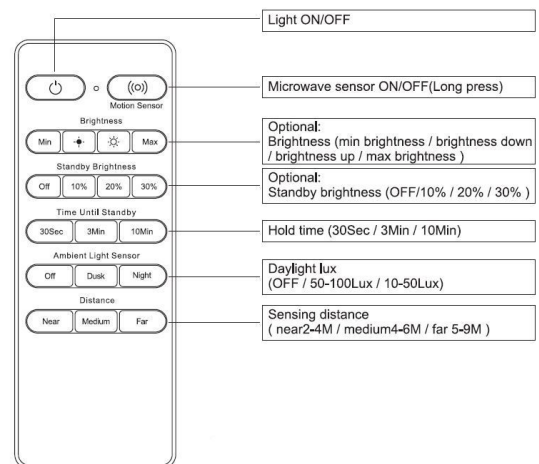 Light ON/OFF
((o))
Motion Sensor
Microwave sensor ON/OFF(Long press)
Brightness
Min Max
Optional:
Brightness (min brightness / brightness down
/ brightness up / max brightness )
Standby Brightness
Off 10% 20% 30%
Optional:
Standby brightness (OFF/10% / 20% / 30% )
Time Until Standby
30Sec 3Min 10Min
Hold time (30Sec / 3Min / 10Min)
Ambient Light Sensor
Off Dusk Night
Daylight lux
(OFF / 50-100Lux / 10-50Lux)
Distance
Near Medium Far
Sensing distance
( near2-4M / medium4-6M / far 5-9M )